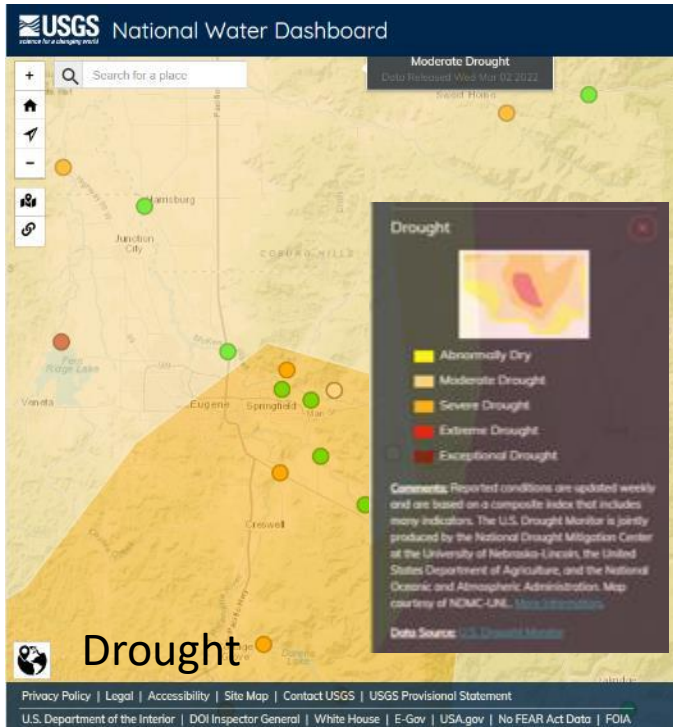 USGS
science for a changing world
National Water Dashboard
Search for a place
Moderate Drought
Data Released Wed Mar 02 2022
Sweet Home
Harrisburg
Junction
City
COBURG HILLS
Fern
Ridge Lake
Veneta
Eugene
Springfield
Creswell
Pacific Hwy
Drought
Abnormally Dry
Moderate Drought
Severe Drought
Extreme Drought
Exceptional Drought
Comments: Reported conditions are updated weekly
and are based on a composite index that includes
many indicators. The U.S. Drought Monitor is jointly
produced by the National Drought Mitigation Center
at the University of Nebraska-Lincoln, the United
States Department of Agriculture, and the National
Oceanic and Atmospheric Administration. Map
courtesy of NDMC-UNL. More Information.
Data Source: U.S. Drought Monitor
Drought
Privacy Policy | Legal | Accessibility | Site Map | Contact USGS | USGS Provisional Statement
U.S. Department of the Interior | DOI Inspector General | White House | E-Gov | USA.gov | No FEAR Act Data | FOIA